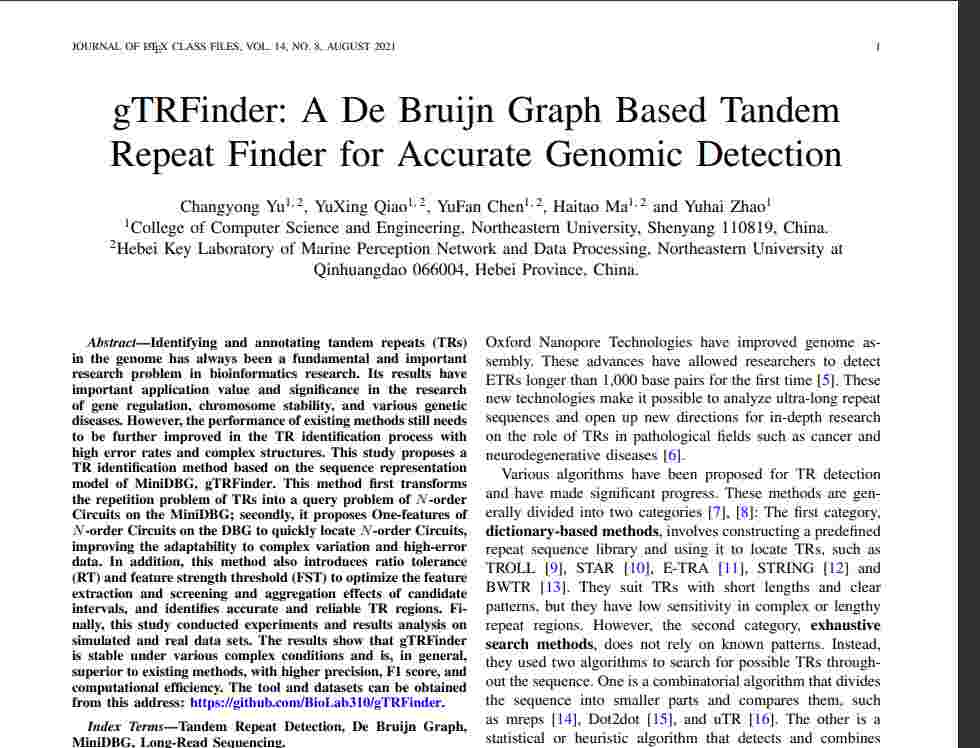 JOURNAL OF LATEX CLASS FILES, VOL. 14, NO. 8, AUGUST 2021
1
gTRFinder: A De Bruijn Graph Based Tandem
Repeat Finder for Accurate Genomic Detection
Changyong Yu1, 2, YuXing Qiao1, 2, YuFan Chen1, 2, Haitao Ma1, 2 and Yuhai Zhao1
1College of Computer Science and Engineering, Northeastern University, Shenyang 110819, China.
2Hebei Key Laboratory of Marine Perception Network and Data Processing, Northeastern University at
Qinhuangdao 066004, Hebei Province, China.
Abstract—Identifying and annotating tandem repeats (TRs)
in the genome has always been a fundamental and important
research problem in bioinformatics research. Its results have
important application value and significance in the research
of gene regulation, chromosome stability, and various genetic
diseases. However, the performance of existing methods still needs
to be further improved in the TR identification process with
high error rates and complex structures. This study proposes a
TR identification method based on the sequence representation
model of MiniDBG, gTRFinder. This method first transforms
the repetition problem of TRs into a query problem of N-order
Circuits on the MiniDBG; secondly, it proposes One-features of
N-order Circuits on the DBG to quickly locate N-order Circuits,
improving the adaptability to complex variation and high-error
data. In addition, this method also introduces ratio tolerance
(RT) and feature strength threshold (FST) to optimize the feature
extraction and screening and aggregation effects of candidate
intervals, and identifies accurate and reliable TR regions. Fi-
nally, this study conducted experiments and results analysis on
simulated and real data sets. The results show that gTRFinder
is stable under various complex conditions and is, in general,
superior to existing methods, with higher precision, F1 score, and
computational efficiency. The tool and datasets can be obtained
from this address: https://github.com/BioLab310/gTRFinder.
Index Terms—Tandem Repeat Detection, De Bruijn Graph,
MiniDBG, Long-Read Sequencing.
Oxford Nanopore Technologies have improved genome as-
sembly. These advances have allowed researchers to detect
ETRs longer than 1,000 base pairs for the first time [5]. These
new technologies make it possible to analyze ultra-long repeat
sequences and open up new directions for in-depth research
on the role of TRs in pathological fields such as cancer and
neurodegenerative diseases [6].
Various algorithms have been proposed for TR detection
and have made significant progress. These methods are gen-
erally divided into two categories [7], [8]: The first category,
dictionary-based methods, involves constructing a predefined
repeat sequence library and using it to locate TRs, such as
TROLL [9], STAR [10], E-TRA [11], STRING [12] and
BWTR [13]. They suit TRs with short lengths and clear
patterns, but they have low sensitivity in complex or lengthy
repeat regions. However, the second category, exhaustive
search methods, does not rely on known patterns. Instead,
they used two algorithms to search for possible TRs through-
out the sequence. One is a combinatorial algorithm that divides
the sequence into smaller parts and compares them, such
as mreps [14], Dot2dot [15], and uTR [16]. The other is a
statistical or heuristic algorithm that detects and combines